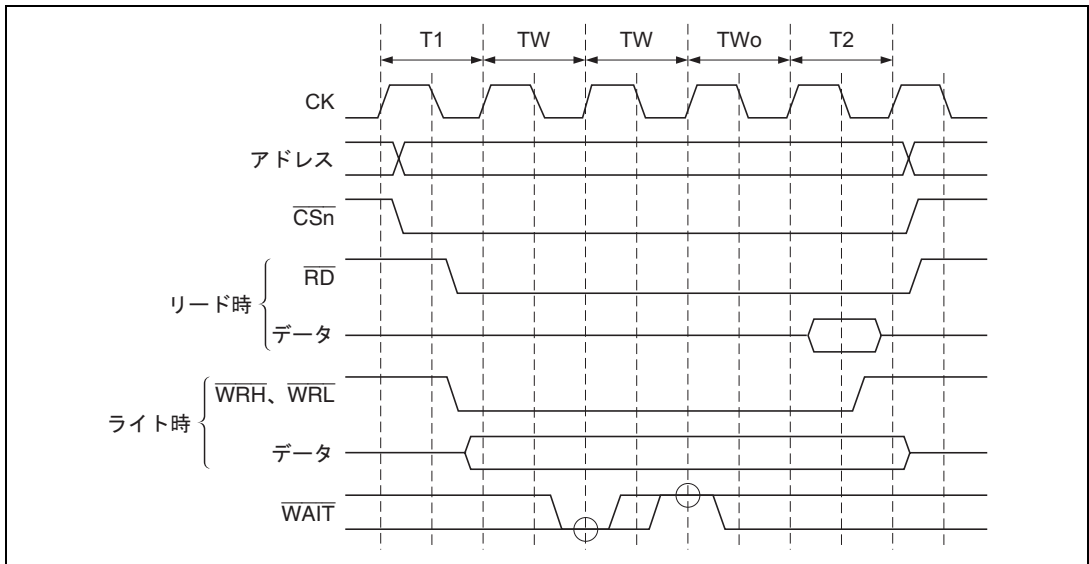 T1 TW TW TWo T2
CK
アドレス
CSn
リード時
RD
データ
ライト時
WRH、WRL
データ
WAIT